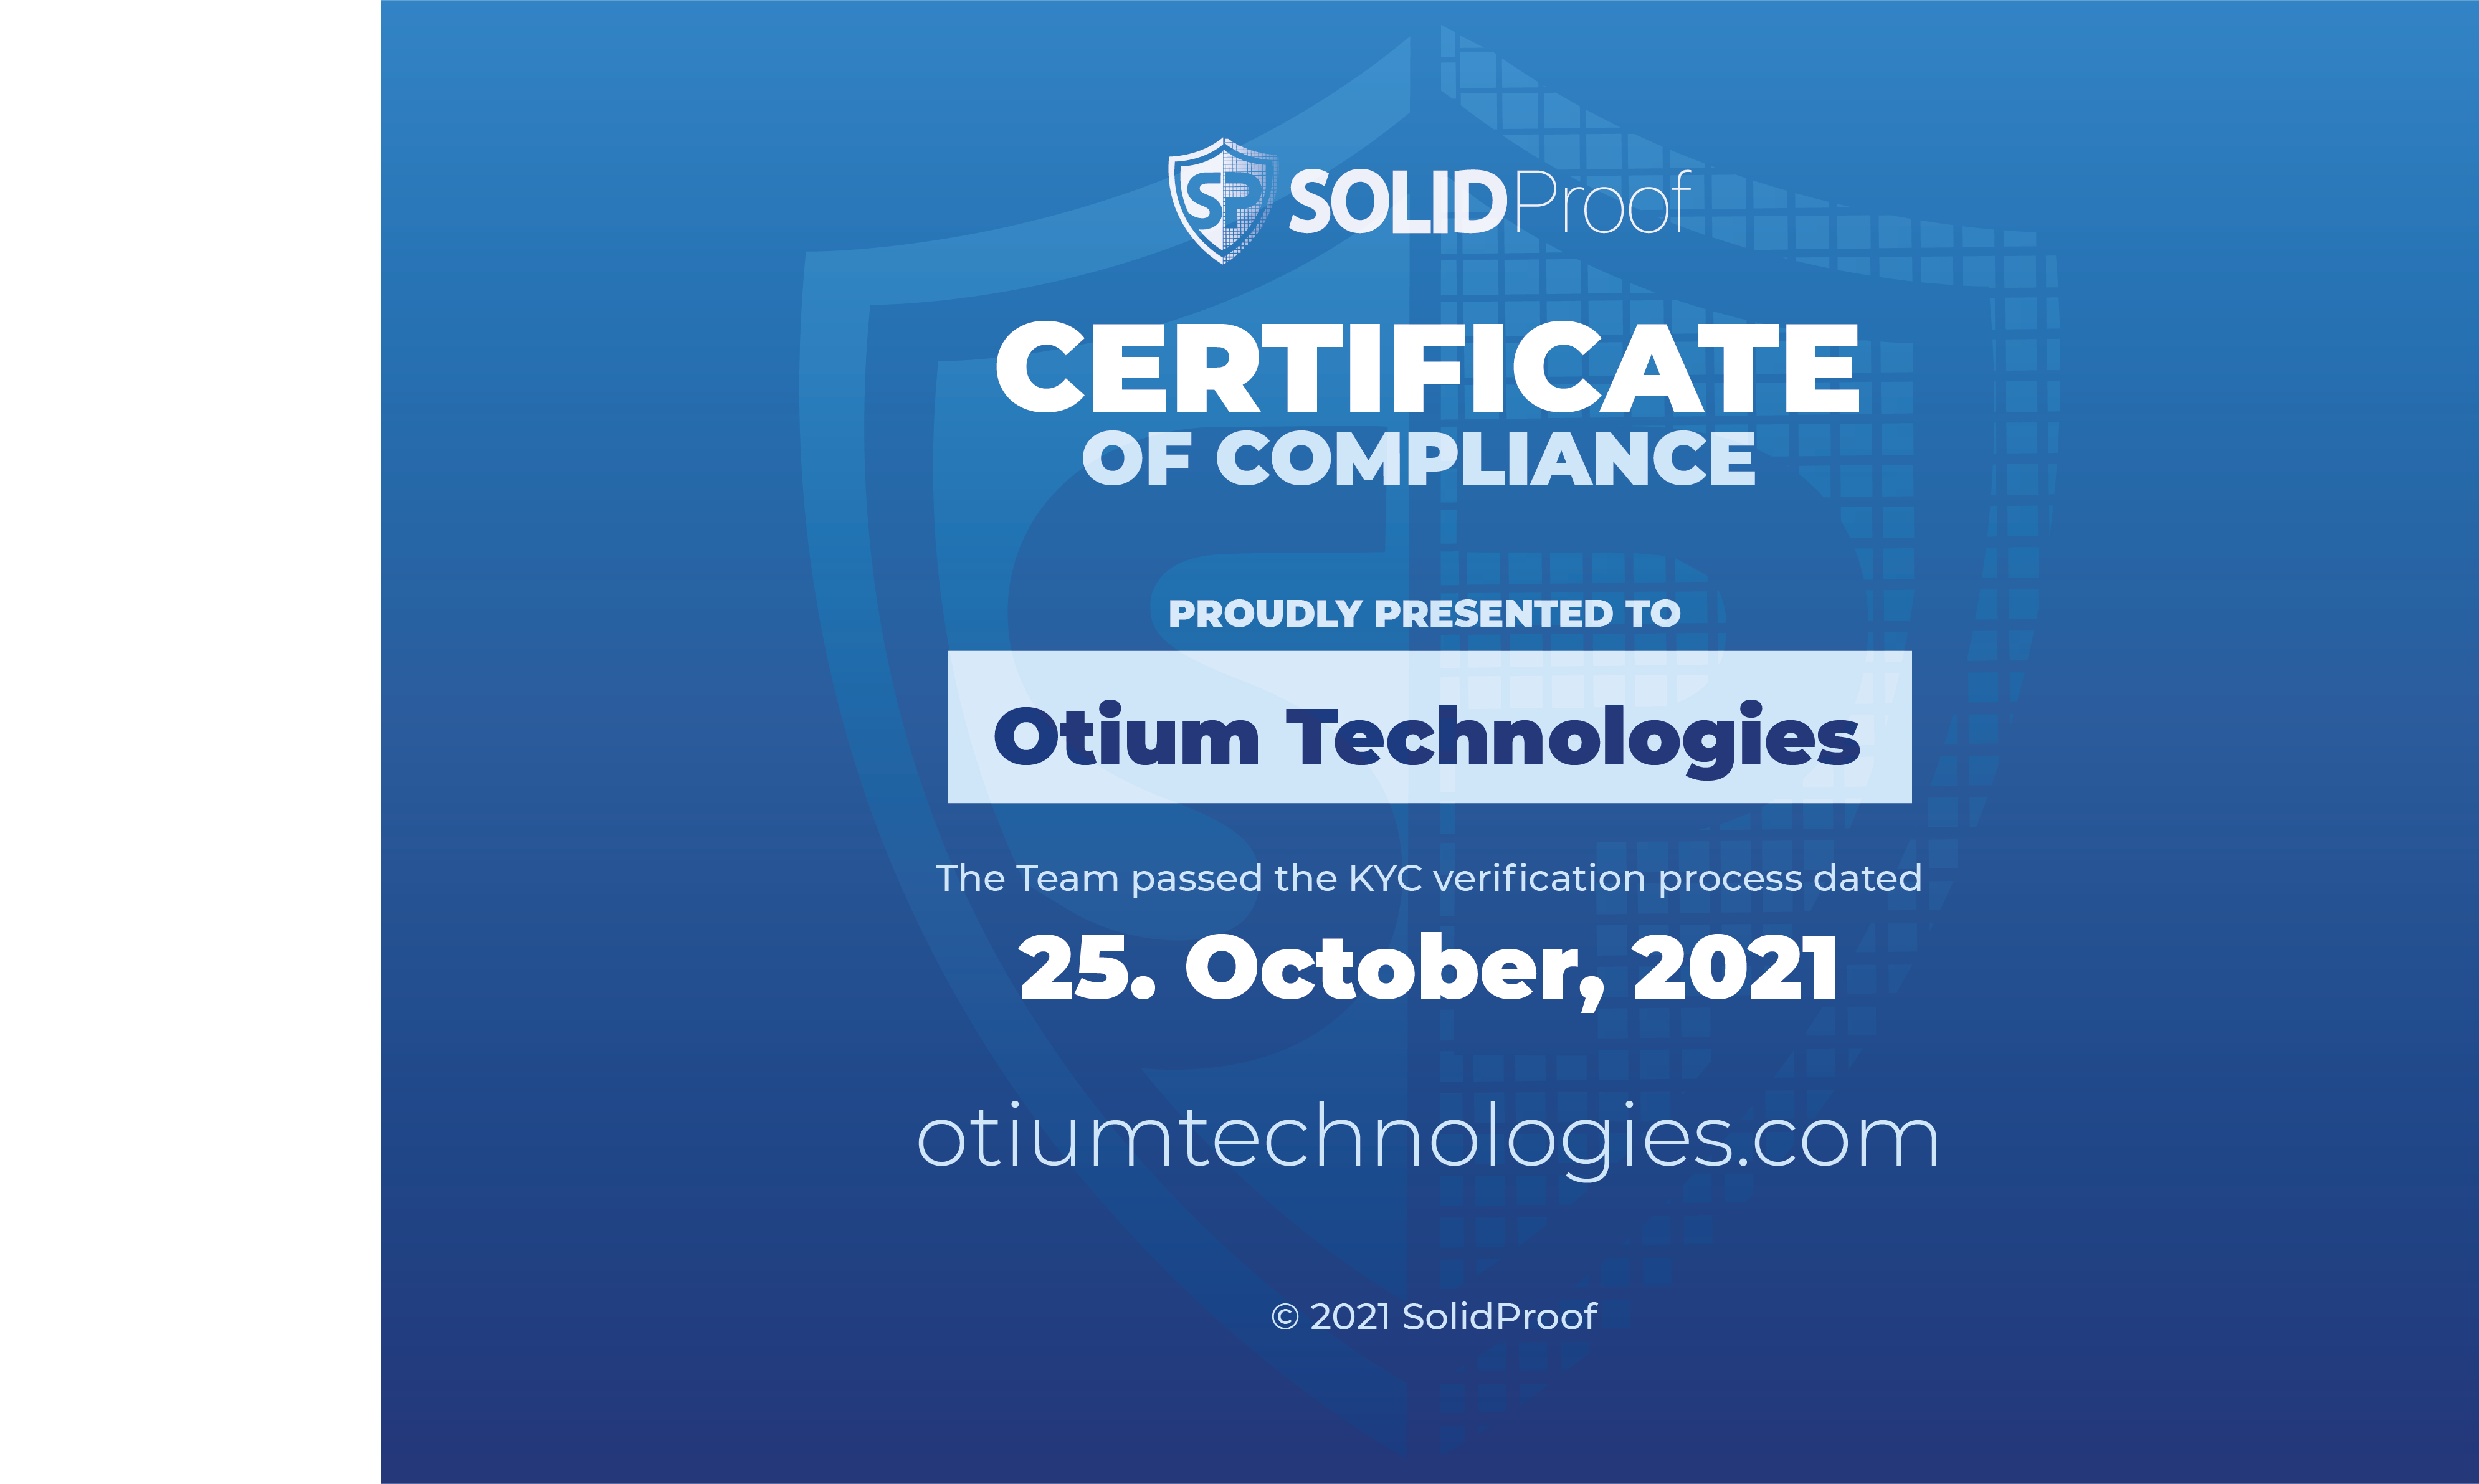 SP SOLIDProof
CERTIFICATE
OF COMPLIANCE
PROUDLY PRESENTED TO
Otium Technologies
The Team passed the KYC verification process dated
25. October, 2021
otiumtechnologies.com
© 2021 SolidProof